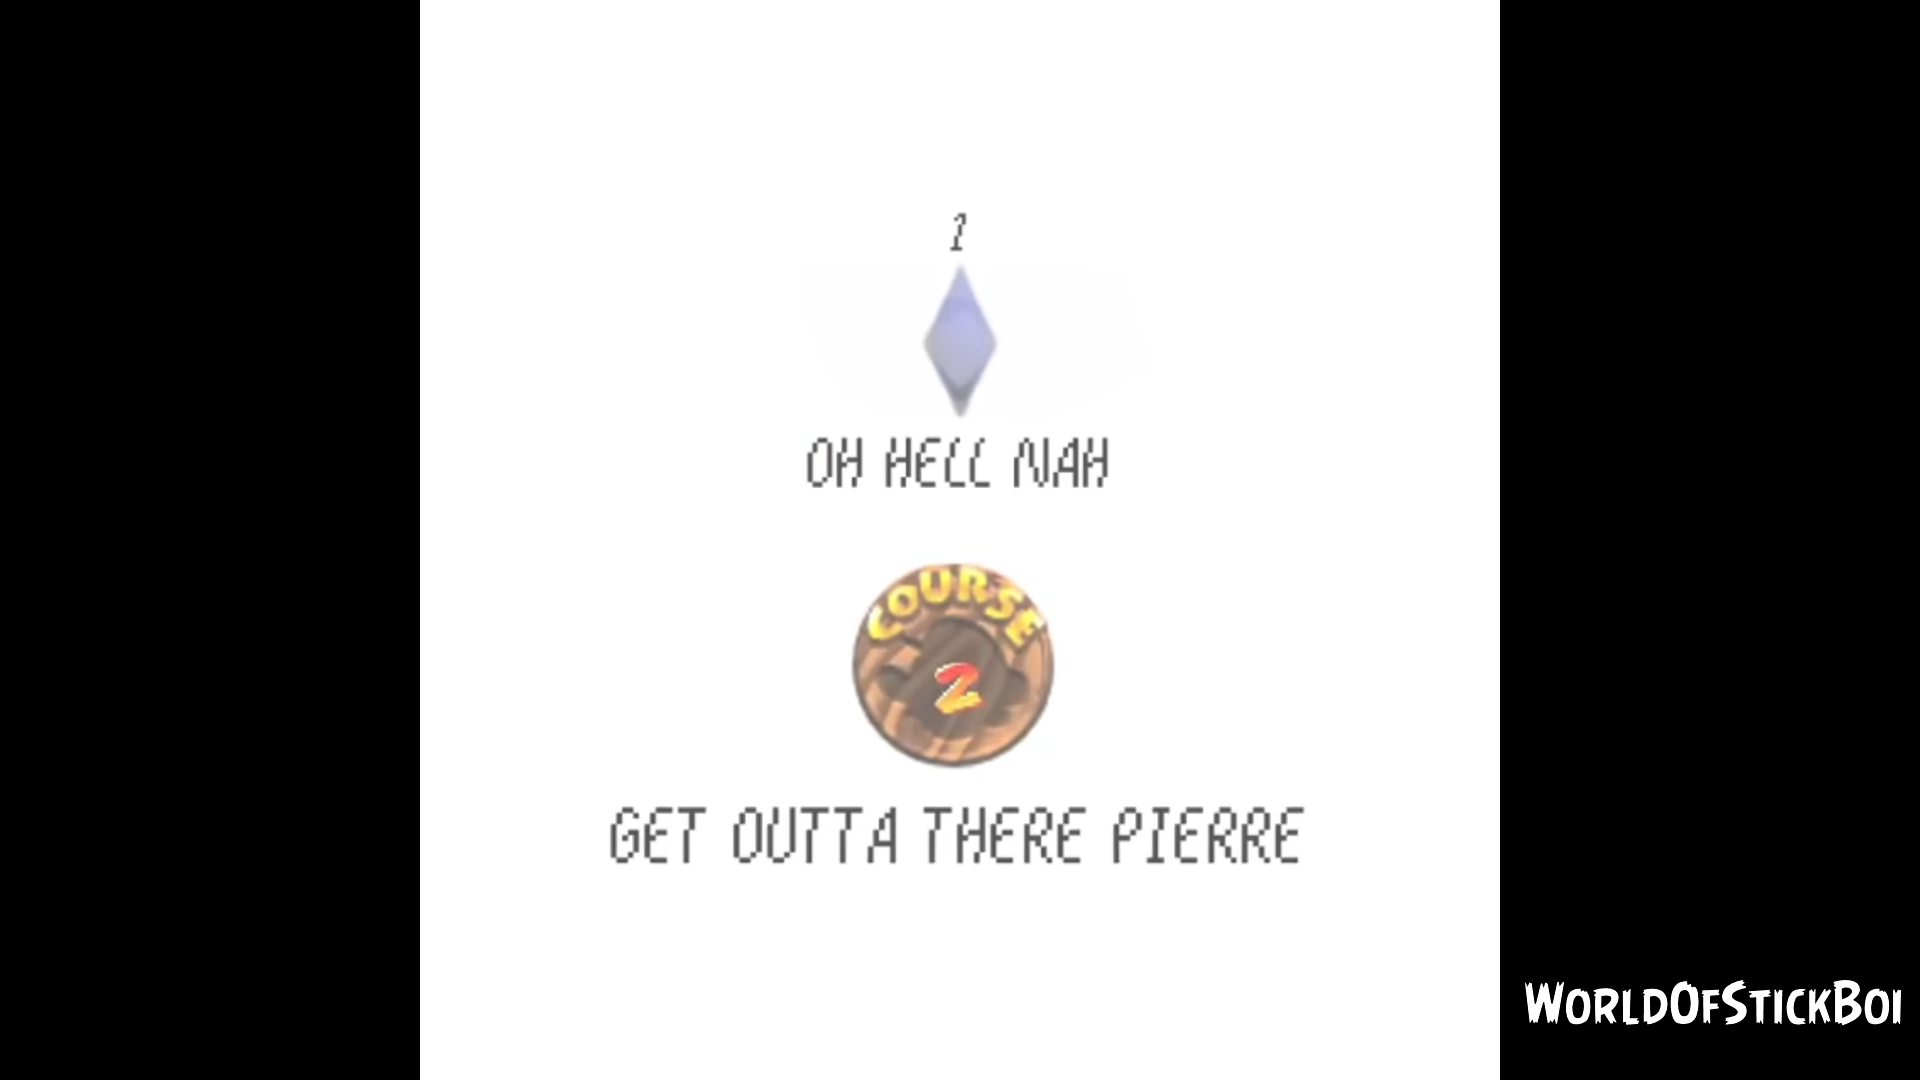 1
OH HELL NAH
COURSE
2
GET OUTTA THERE PIERRE
WORLDOFSTICKBOI